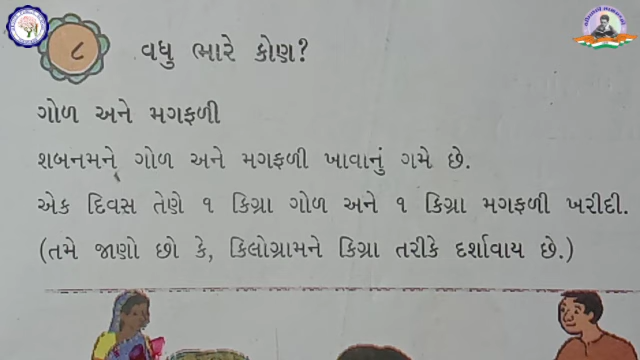 ૮ વધુ ભારે કોણ?
ગોળ અને મગફળી
શબનમને ગોળ અને મગફળી ખાવાનું ગમે છે.
એક દિવસ તેણે ૧ કિગ્રા ગોળ અને ૧ કિગ્રા મગફળી ખરીદી.
(તમે જાણો છો કે, કિલોગ્રામને કિગ્રા તરીકે દર્શાવાય છે.)